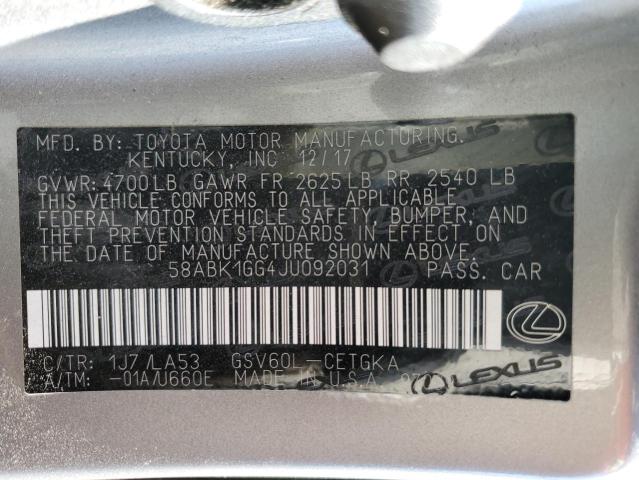 MFD. BY: TOYOTA MOTOR MANUFACTURING.
KENTUCKY, INC 12/17
GVWR: 4700LB GAWR FR 2625LB RR 2540 LB
THIS VEHICLE CONFORMS TO ALL APPLICABLE
FEDERAL MOTOR VEHICLE SAFETY BUMPER, AND
THEFT PREVENTION STANDARDS IN EFFECT ON
THE DATE OF MANUFACTURE SHOWN ABOVE.
58ABK1GG4JU092031 PASS. CAR
C/TR: 1J7/LA53 GSV60L-CETGKA
A/TM: -01A/U660E MADE IN U.S.A.
LEXUS
LEXUS